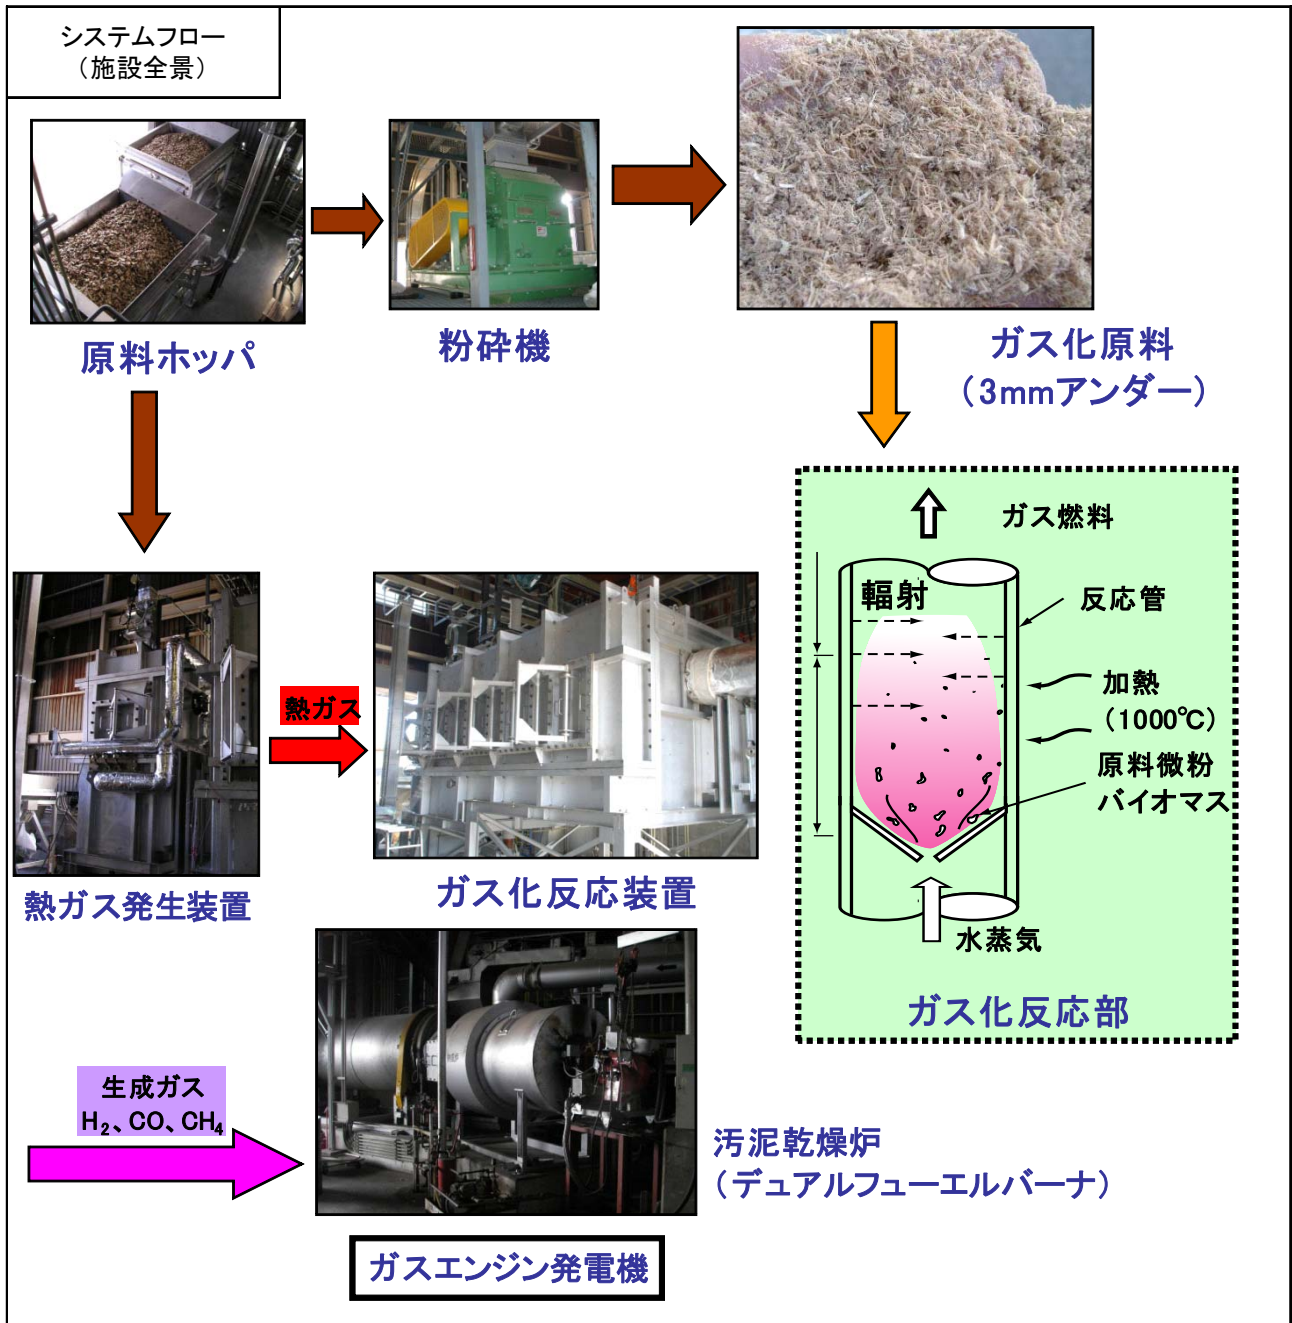 システムフロー
（施設全景）
原料ホッパ
粉砕機
ガス化原料
（3mmアンダー）
ガス燃料
輻射
反応管
加熱
（1000℃）
原料微粉
バイオマス
水蒸気
ガス化反応部
熱ガス
熱ガス発生装置
ガス化反応装置
生成ガス
H₂、CO、CH₄
汚泥乾燥炉
（デュアルフューエルバーナ）
ガスエンジン発電機